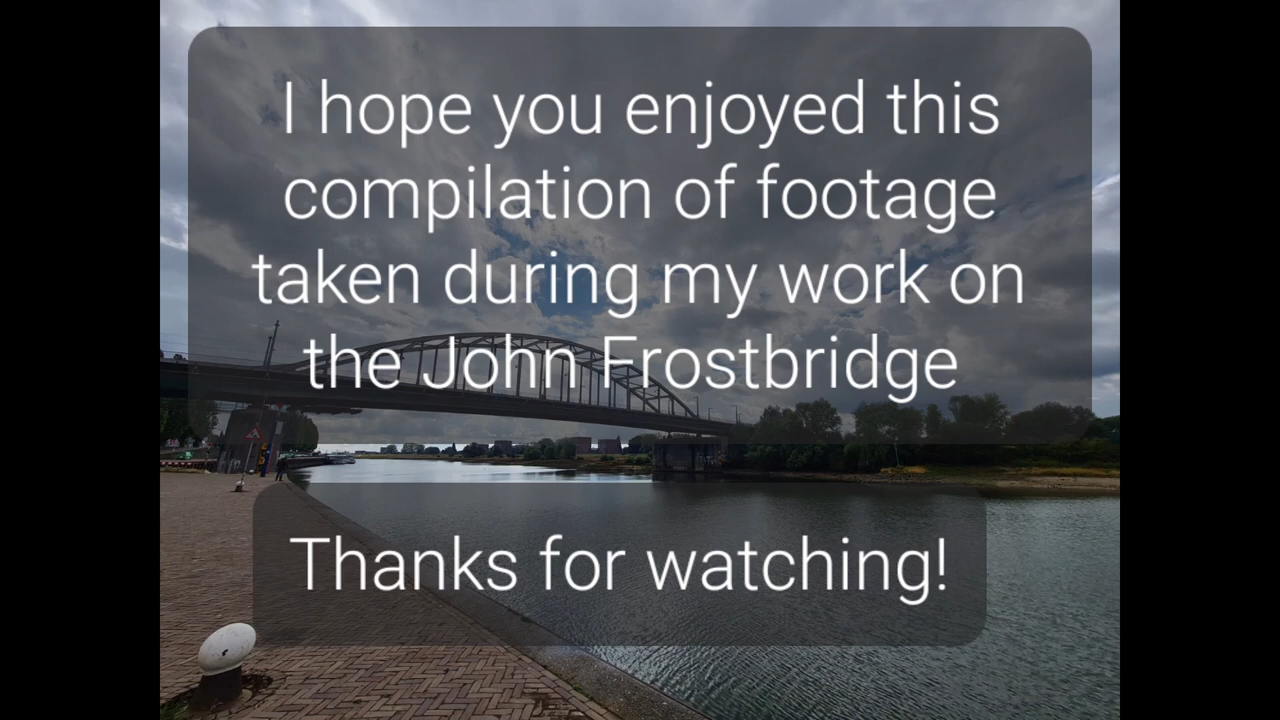 I hope you enjoyed this
compilation of footage
taken during my work on
the John Frostbridge
Thanks for watching!